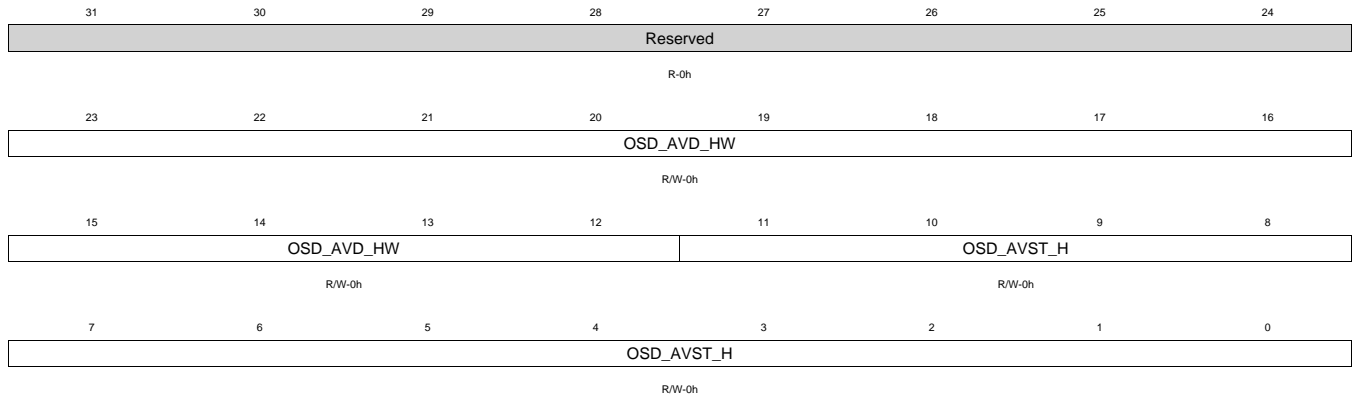 31 30 29 28 27 26 25 24
Reserved
R-0h
23 22 21 20 19 18 17 16
OSD_AVD_HW
R/W-0h
15 14 13 12 11 10 9 8
OSD_AVD_HW OSD_AVST_H
R/W-0h R/W-0h
7 6 5 4 3 2 1 0
OSD_AVST_H
R/W-0h